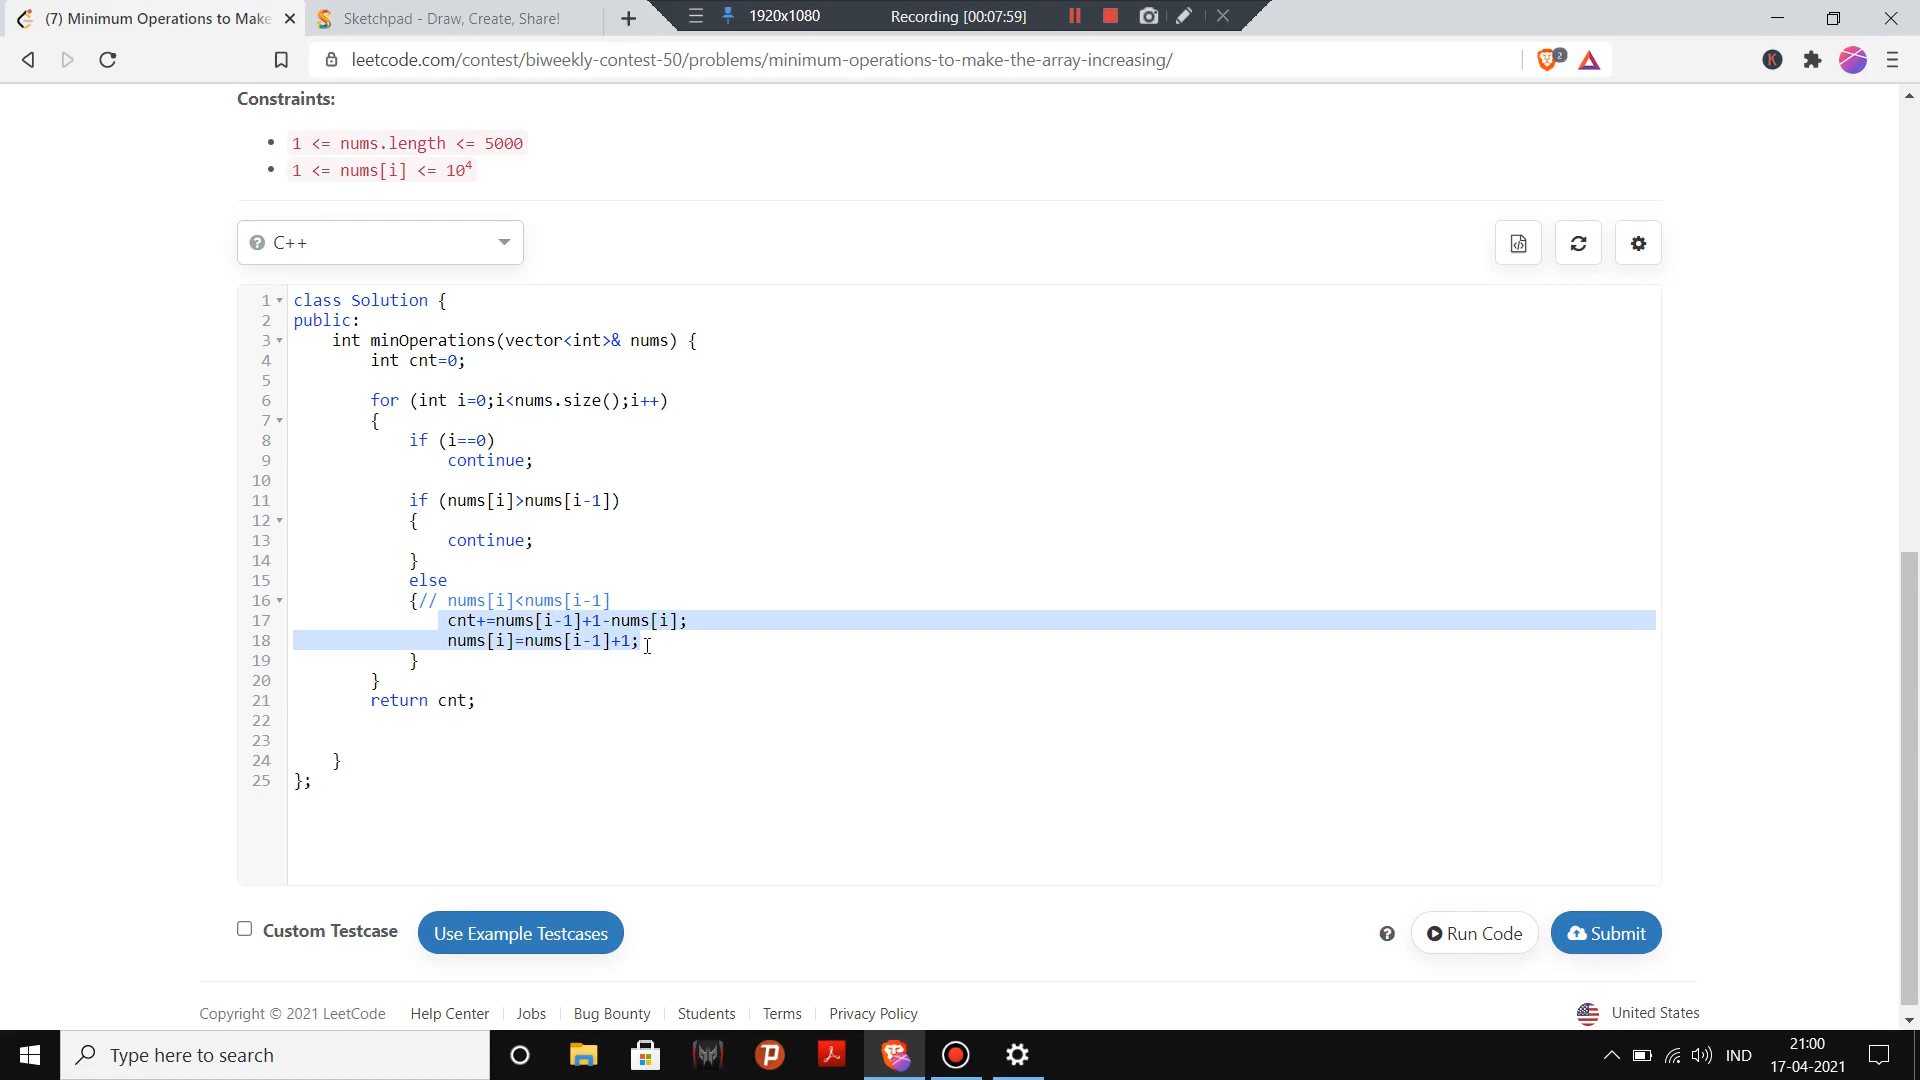 (7) Minimum Operations to Make
Sketchpad - Draw, Create, Share!
1920x1080
Recording [00:07:59]
leetcode.com/contest/biweekly-contest-50/problems/minimum-operations-to-make-the-array-increasing/
2
K
Constraints:
1 <= nums.length <= 5000
1 <= nums[i] <= 10⁴
C++
1 class Solution {
2 public:
3 int minOperations(vector<int>& nums) {
4 int cnt=0;
5
6 for (int i=0;i<nums.size();i++)
7 {
8 if (i==0)
9 continue;
10
11 if (nums[i]>nums[i-1])
12 {
13 continue;
14 }
15 else
16 {// nums[i]<nums[i-1]
17 cnt+=nums[i-1]+1-nums[i];
18 nums[i]=nums[i-1]+1;
19 }
20 }
21 return cnt;
22
23
24 }
25 };
Custom Testcase
Use Example Testcases
Run Code
Submit
Copyright © 2021 LeetCode
Help Center
Jobs
Bug Bounty
Students
Terms
Privacy Policy
United States
Type here to search
IND
21:00
17-04-2021